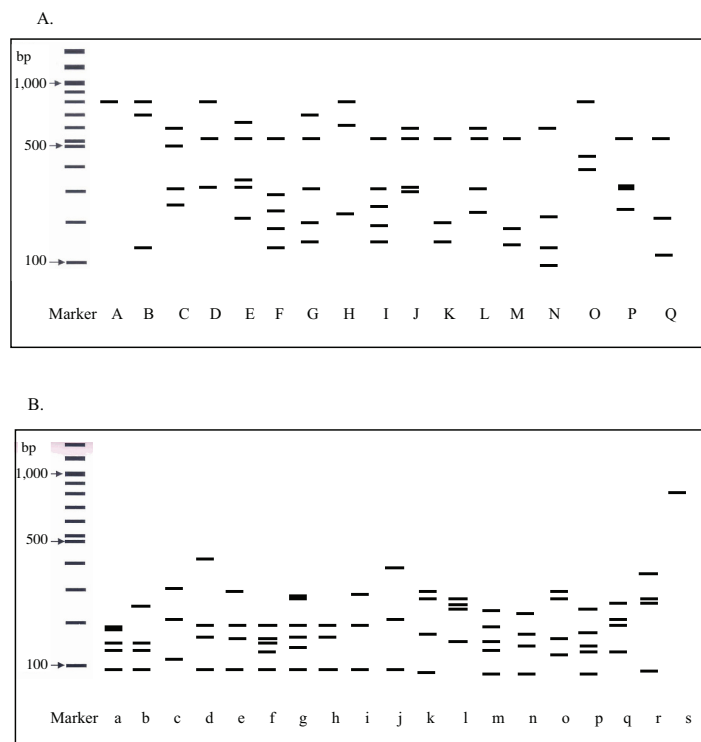 A.
bp
1,000
500
100
Marker A B C D E F G H I J K L M N O P Q
B.
bp
1,000
500
100
Marker a b c d e f g h i j k l m n o p q r s